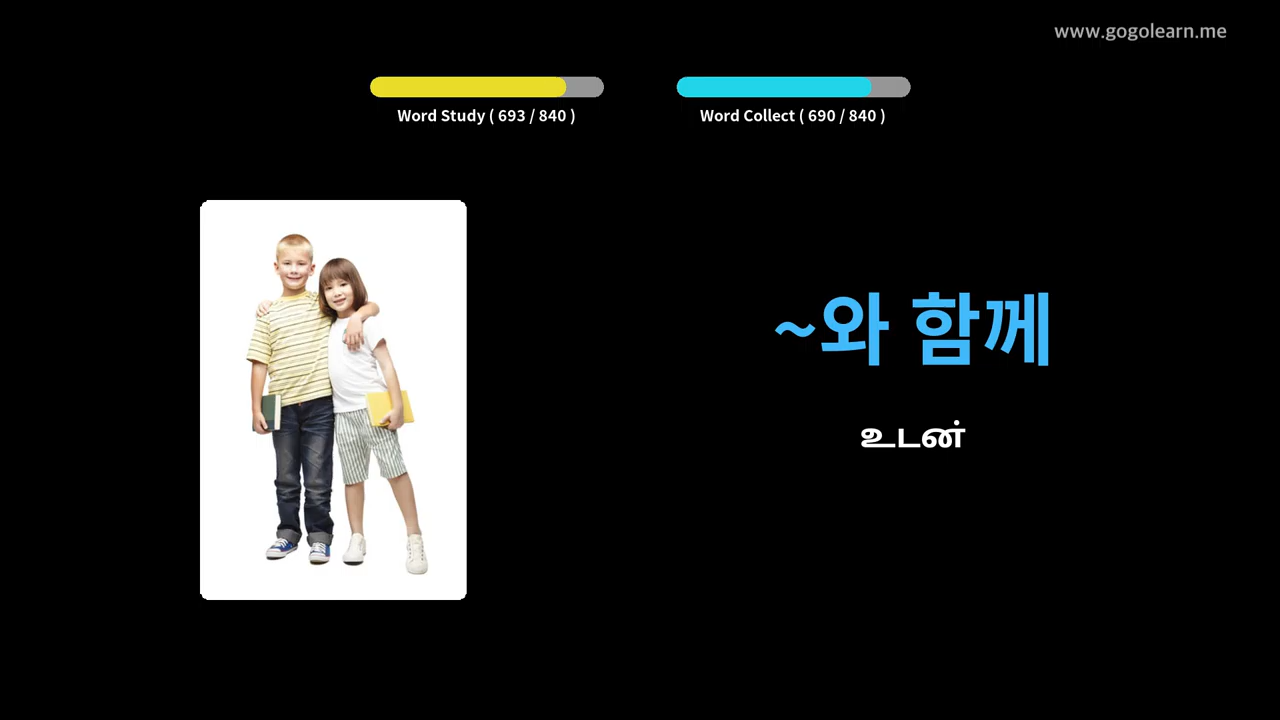 www.gogolearn.me
Word Study ( 693 / 840 )
Word Collect ( 690 / 840 )
~와 함께
உடன்